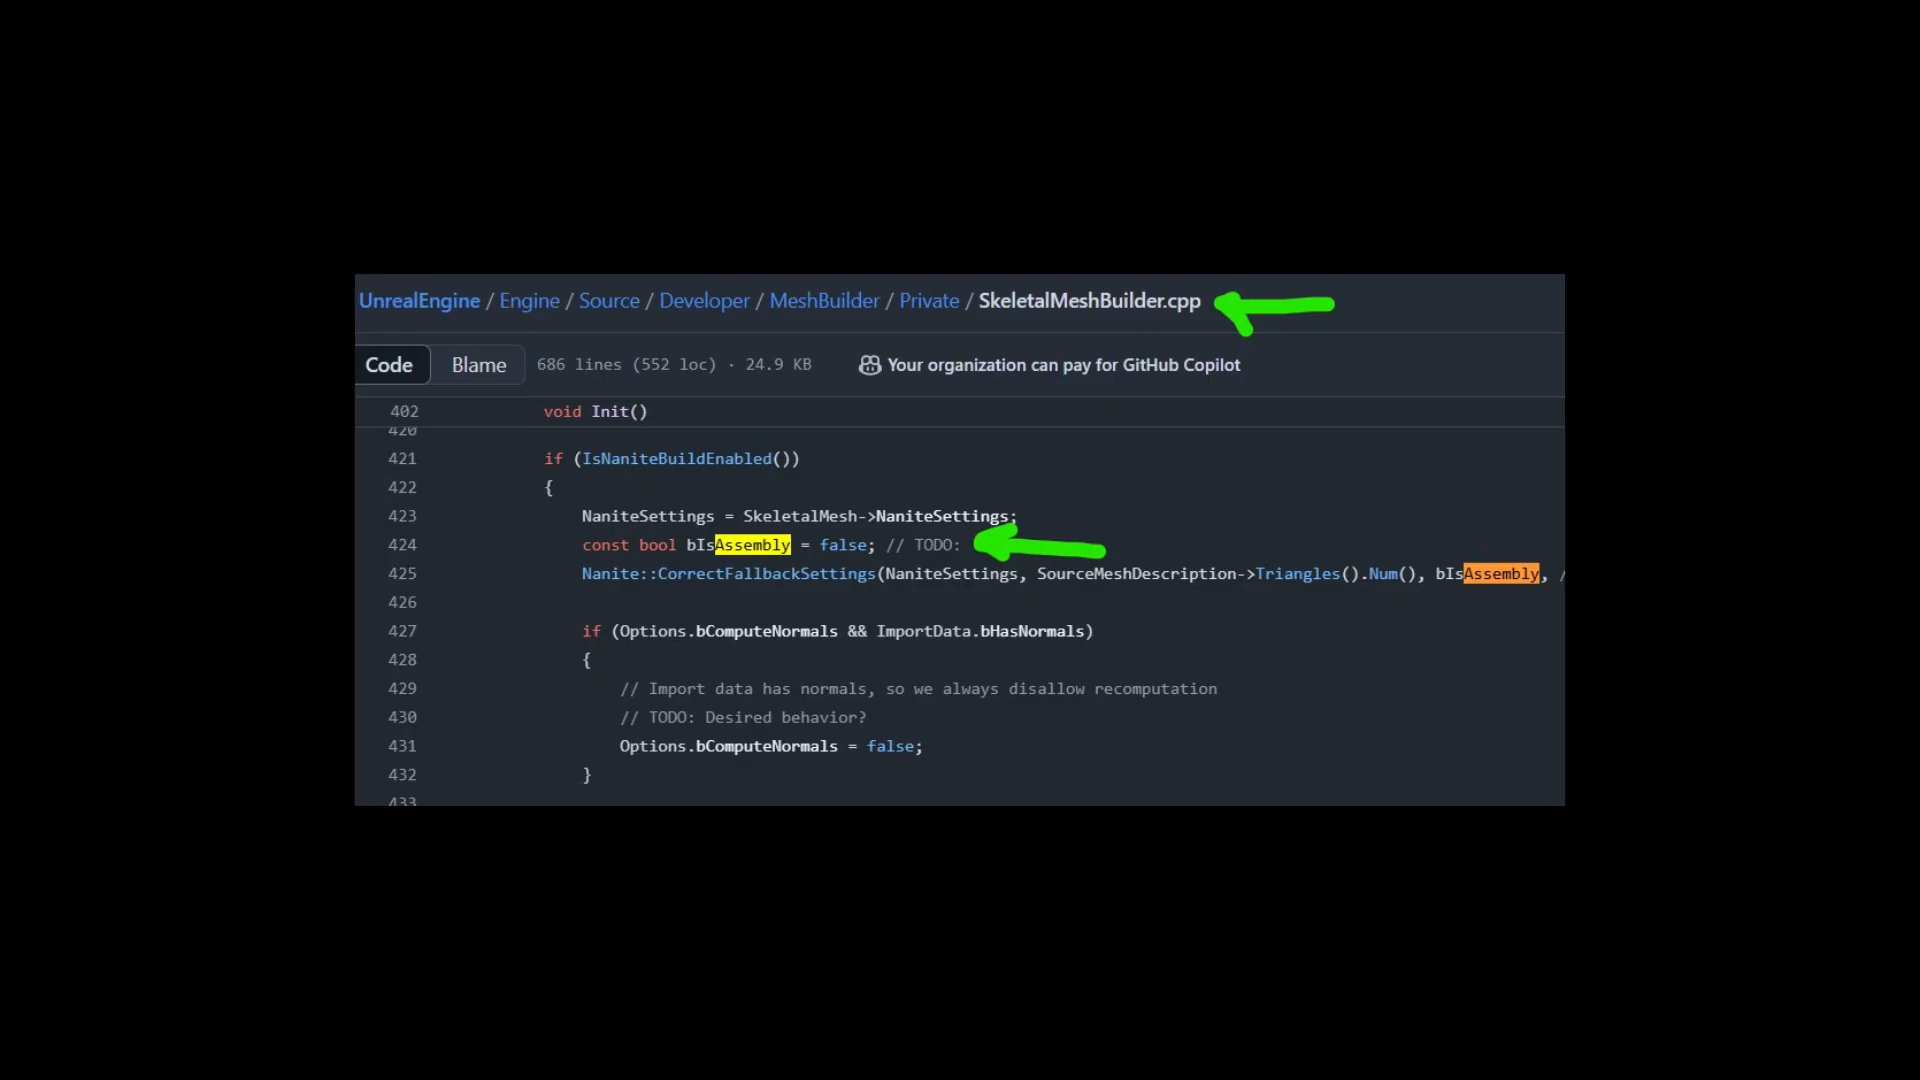 UnrealEngine / Engine / Source / Developer / MeshBuilder / Private / SkeletalMeshBuilder.cpp
Code Blame 686 lines (552 loc) · 24.9 KB Your organization can pay for GitHub Copilot
402 void Init()
420
421 if (IsNaniteBuildEnabled())
422 {
423 NaniteSettings = SkeletalMesh->NaniteSettings;
424 const bool bIsAssembly = false; // TODO:
425 Nanite::CorrectFallbackSettings(NaniteSettings, SourceMeshDescription->Triangles().Num(), bIsAssembly, /
426
427 if (Options.bComputeNormals && ImportData.bHasNormals)
428 {
429 // Import data has normals, so we always disallow recomputation
430 // TODO: Desired behavior?
431 Options.bComputeNormals = false;
432 }
433